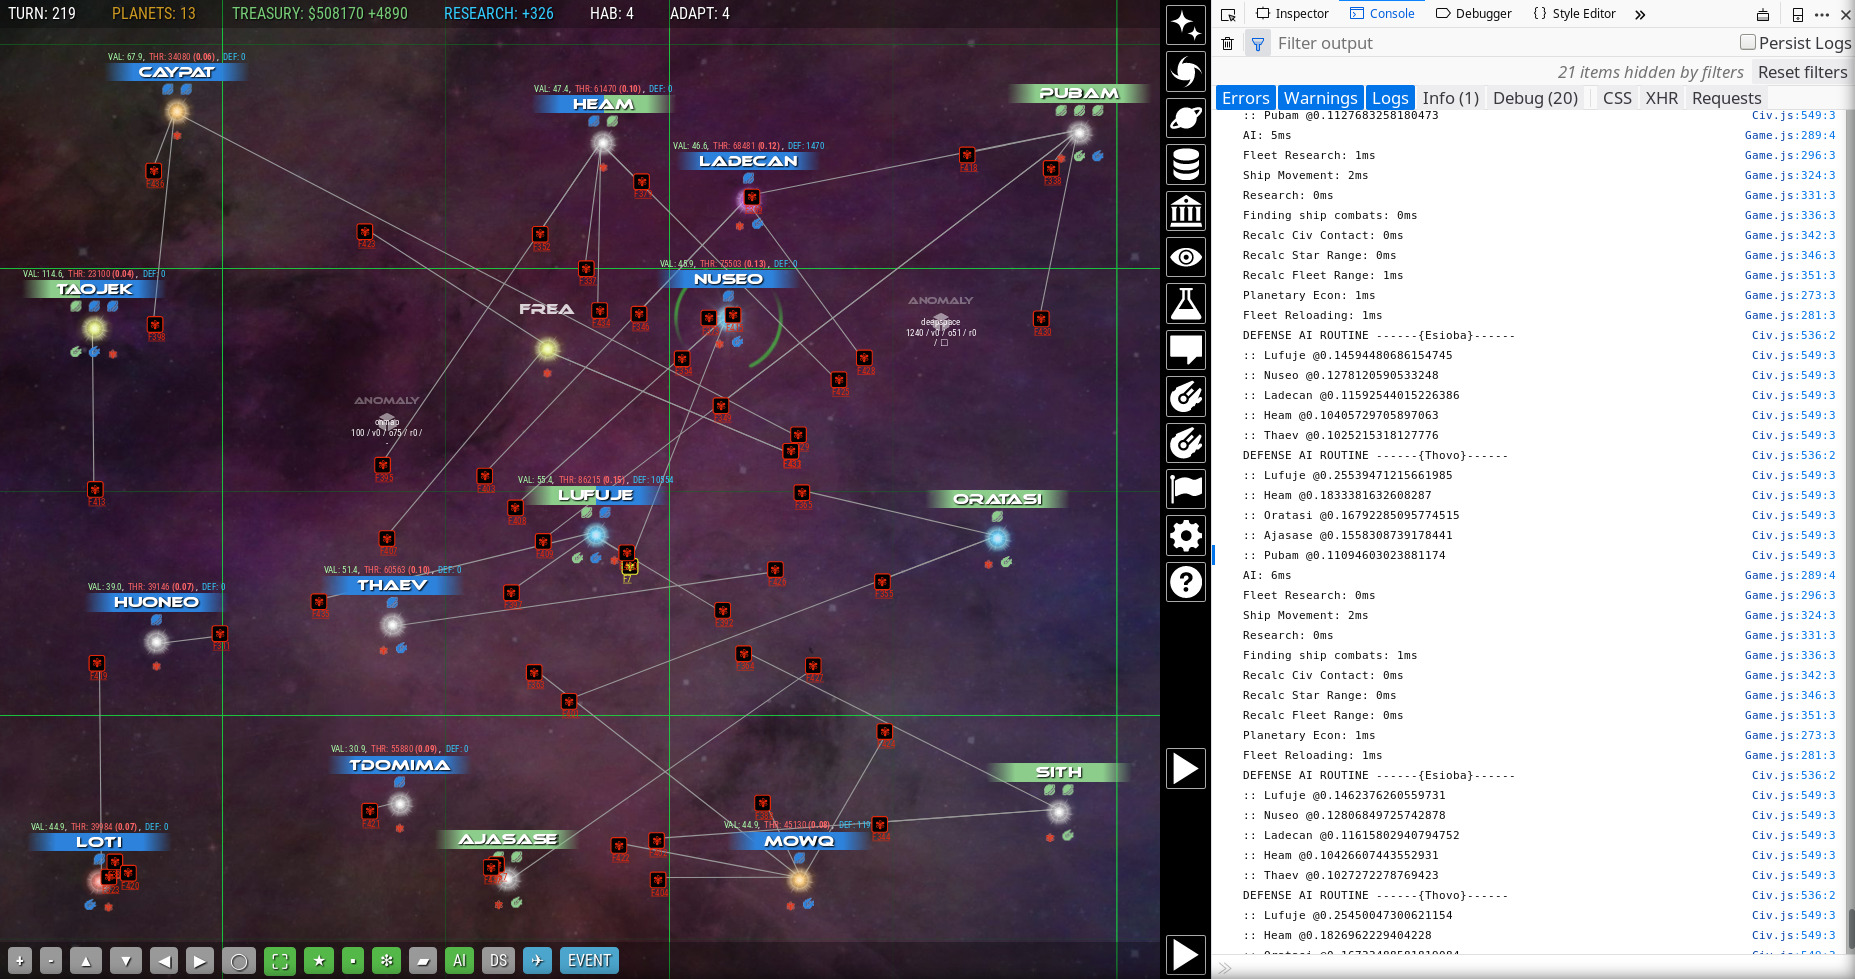 TURN: 219 PLANETS: 13 TREASURY: $508170 +4890 RESEARCH: +326 HAB: 4 ADAPT: 4
VAL: 67.9, THR: 34080 (0.06), DEF: 0
CAYPAT
VAL: 47.4, THR: 61470 (0.10), DEF: 0
HEAM
PUBAM
VAL: 46.6, THR: 68481 (0.12), DEF: 1470
LADECAN
VAL: 114.6, THR: 23100 (0.04), DEF: 0
TAOJEK
VAL: 45.9, THR: 75503 (0.13), DEF: 0
NUSEO
FREA
ANOMALY
deepspace
1240 / v0 / o51 / r0
/ □
ANOMALY
onmap
100 / v0 / o75 / r0 /
-
VAL: 55.4, THR: 86215 (0.15), DEF: 10554
LUFUJE
ORATASI
VAL: 51.4, THR: 60563 (0.10), DEF: 0
THAEV
VAL: 39.0, THR: 39146 (0.07), DEF: 0
HUONEO
VAL: 30.9, THR: 55880 (0.09), DEF: 0
TDOMIMA
SITH
VAL: 44.9, THR: 39984 (0.07), DEF: 0
LOTI
AJASASE
VAL: 44.9, THR: 45130 (0.08), DEF: 119
MOWQ
+ - AI DS EVENT
Inspector Console Debugger Style Editor
Filter output Persist Logs
21 items hidden by filters Reset filters
Errors Warnings Logs Info (1) Debug (20) CSS XHR Requests
:: Pubam @0.1127683258180473 Civ.js:549:3
AI: 5ms Game.js:289:4
Fleet Research: 1ms Game.js:296:3
Ship Movement: 2ms Game.js:324:3
Research: 0ms Game.js:331:3
Finding ship combats: 0ms Game.js:336:3
Recalc Civ Contact: 0ms Game.js:342:3
Recalc Star Range: 0ms Game.js:346:3
Recalc Fleet Range: 1ms Game.js:351:3
Planetary Econ: 1ms Game.js:273:3
Fleet Reloading: 1ms Game.js:281:3
DEFENSE AI ROUTINE ------{Esioba}------ Civ.js:536:2
:: Lufuje @0.14594480686154745 Civ.js:549:3
:: Nuseo @0.1278120590533248 Civ.js:549:3
:: Ladecan @0.11592544015226386 Civ.js:549:3
:: Heam @0.10405729705897063 Civ.js:549:3
:: Thaev @0.1025215318127776 Civ.js:549:3
DEFENSE AI ROUTINE ------{Thovo}------ Civ.js:536:2
:: Lufuje @0.25539471215661985 Civ.js:549:3
:: Heam @0.1833381632608287 Civ.js:549:3
:: Oratasi @0.16792285095774515 Civ.js:549:3
:: Ajasase @0.1558308739178441 Civ.js:549:3
:: Pubam @0.11094603023881174 Civ.js:549:3
AI: 6ms Game.js:289:4
Fleet Research: 0ms Game.js:296:3
Ship Movement: 2ms Game.js:324:3
Research: 0ms Game.js:331:3
Finding ship combats: 1ms Game.js:336:3
Recalc Civ Contact: 0ms Game.js:342:3
Recalc Star Range: 0ms Game.js:346:3
Recalc Fleet Range: 0ms Game.js:351:3
Planetary Econ: 1ms Game.js:273:3
Fleet Reloading: 1ms Game.js:281:3
DEFENSE AI ROUTINE ------{Esioba}------ Civ.js:536:2
:: Lufuje @0.1462376260559731 Civ.js:549:3
:: Nuseo @0.12806849725742878 Civ.js:549:3
:: Ladecan @0.11615802940794752 Civ.js:549:3
:: Heam @0.10426607443552931 Civ.js:549:3
:: Thaev @0.1027272278769423 Civ.js:549:3
DEFENSE AI ROUTINE ------{Thovo}------ Civ.js:536:2
:: Lufuje @0.25450047300621154 Civ.js:549:3
:: Heam @0.1826962229404228 Civ.js:549:3